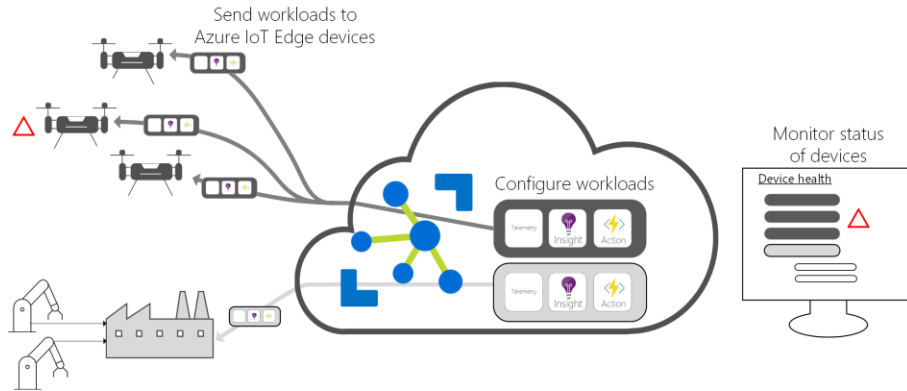 Send workloads to
Azure IoT Edge devices
Configure workloads
Telemetry
Insight
Action
Telemetry
Insight
Action
Monitor status
of devices
Device health